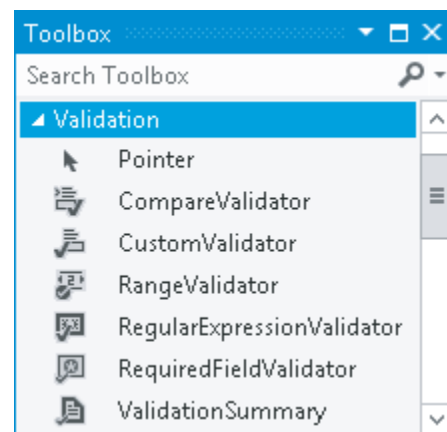 Toolbox
Search Toolbox
Validation
Pointer
CompareValidator
CustomValidator
RangeValidator
RegularExpressionValidator
RequiredFieldValidator
ValidationSummary